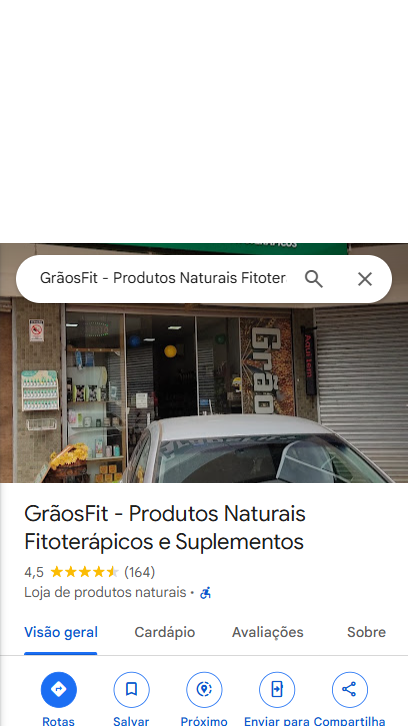 GrãosFit - Produtos Naturais Fitoter
Grão
GrãosFit - Produtos Naturais
Fitoterápicos e Suplementos
4,5 (164)
Loja de produtos naturais ·
Visão geral Cardápio Avaliações Sobre
Rotas Salvar Próximo Enviar para Compartilha